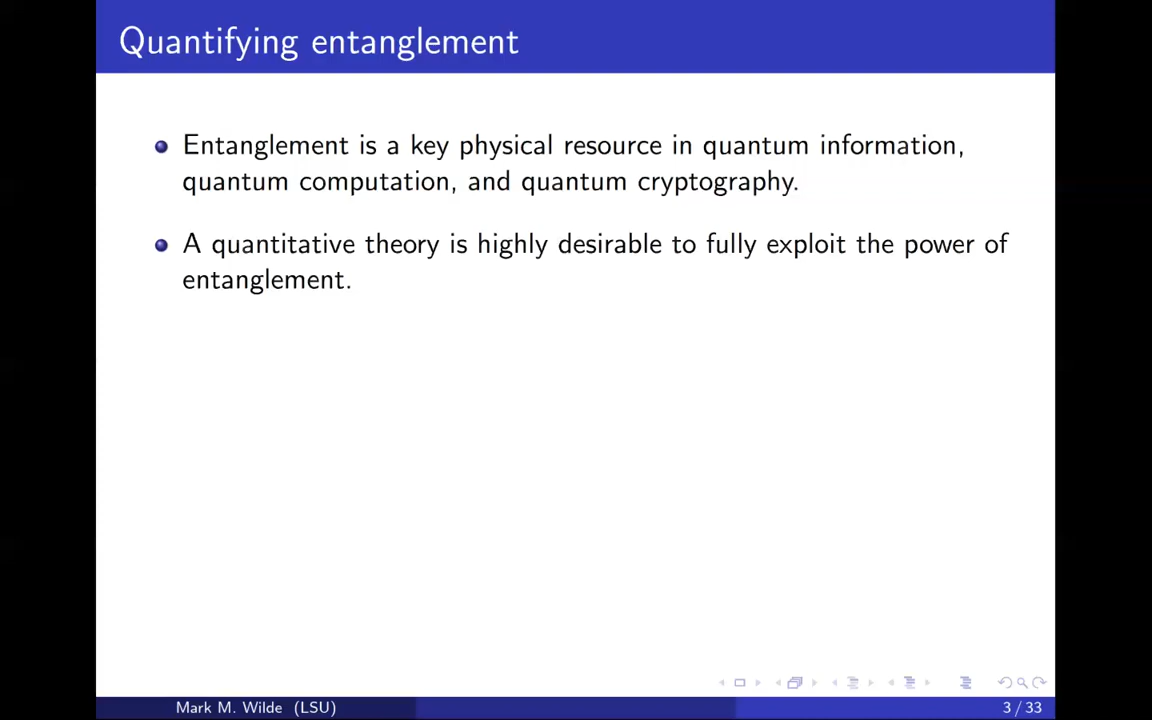 Quantifying entanglement
Entanglement is a key physical resource in quantum information,
quantum computation, and quantum cryptography.
A quantitative theory is highly desirable to fully exploit the power of
entanglement.
Mark M. Wilde (LSU)
3 / 33